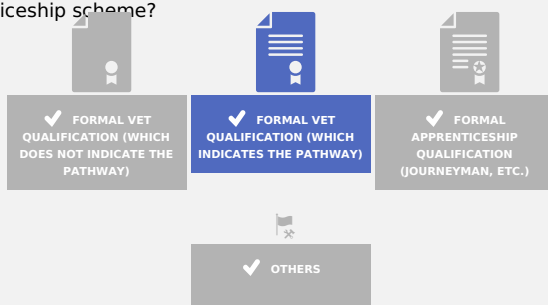 iceship scheme?
FORMAL VET
QUALIFICATION (WHICH
DOES NOT INDICATE THE
PATHWAY)
FORMAL VET
QUALIFICATION (WHICH
INDICATES THE PATHWAY)
FORMAL
APPRENTICESHIP
QUALIFICATION
(JOURNEYMAN, ETC.)
OTHERS